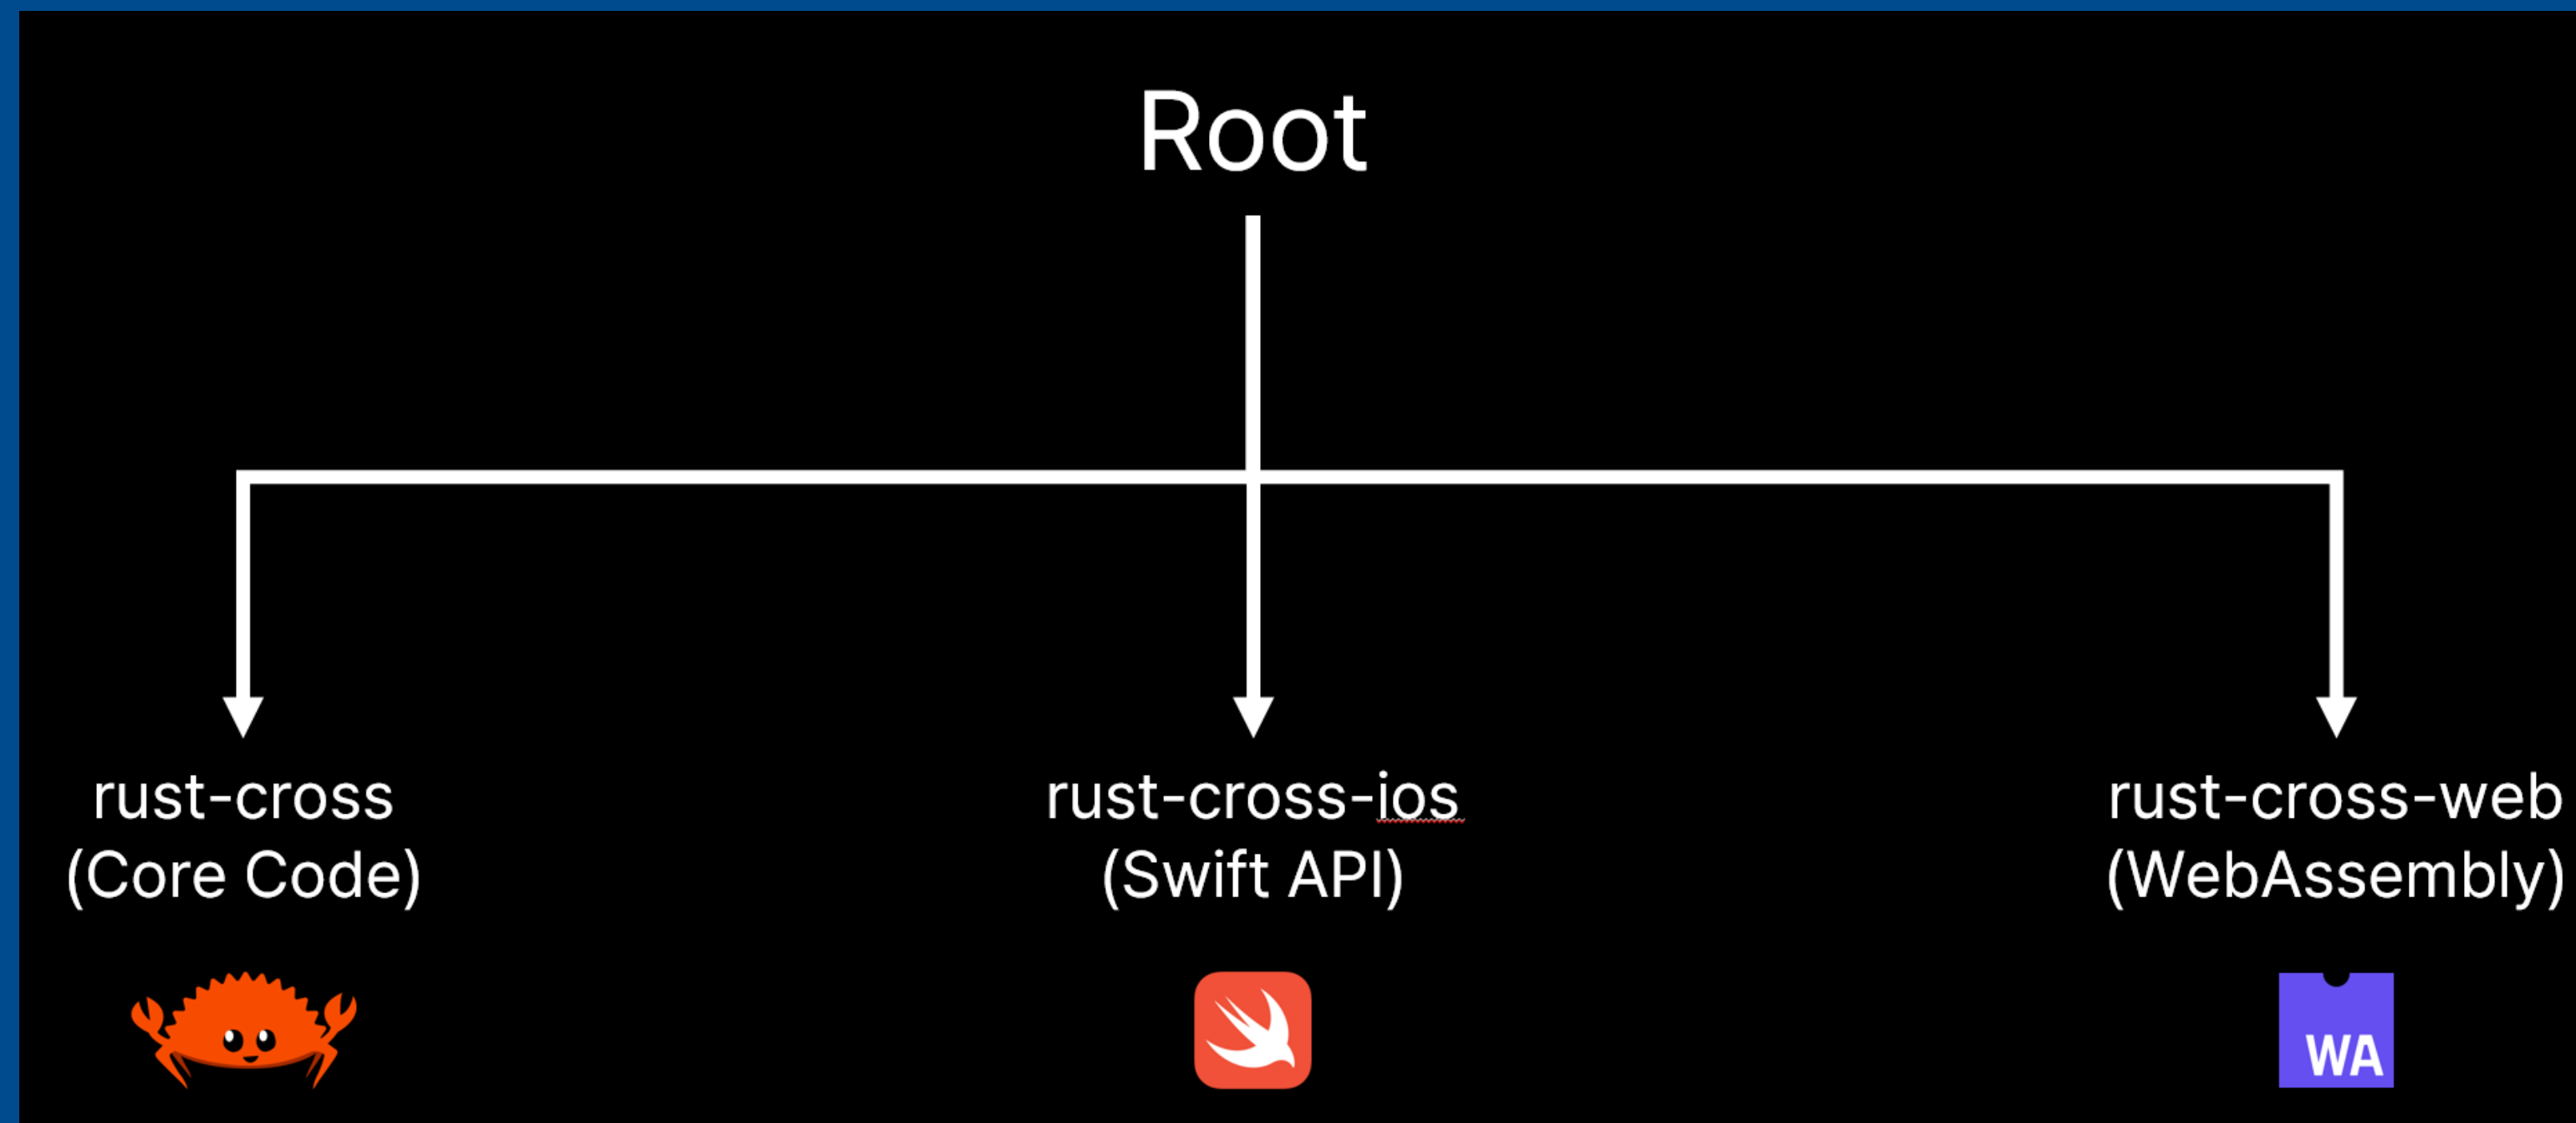 Root
rust-cross
(Core Code)
rust-cross-ios
(Swift API)
rust-cross-web
(WebAssembly)
WA